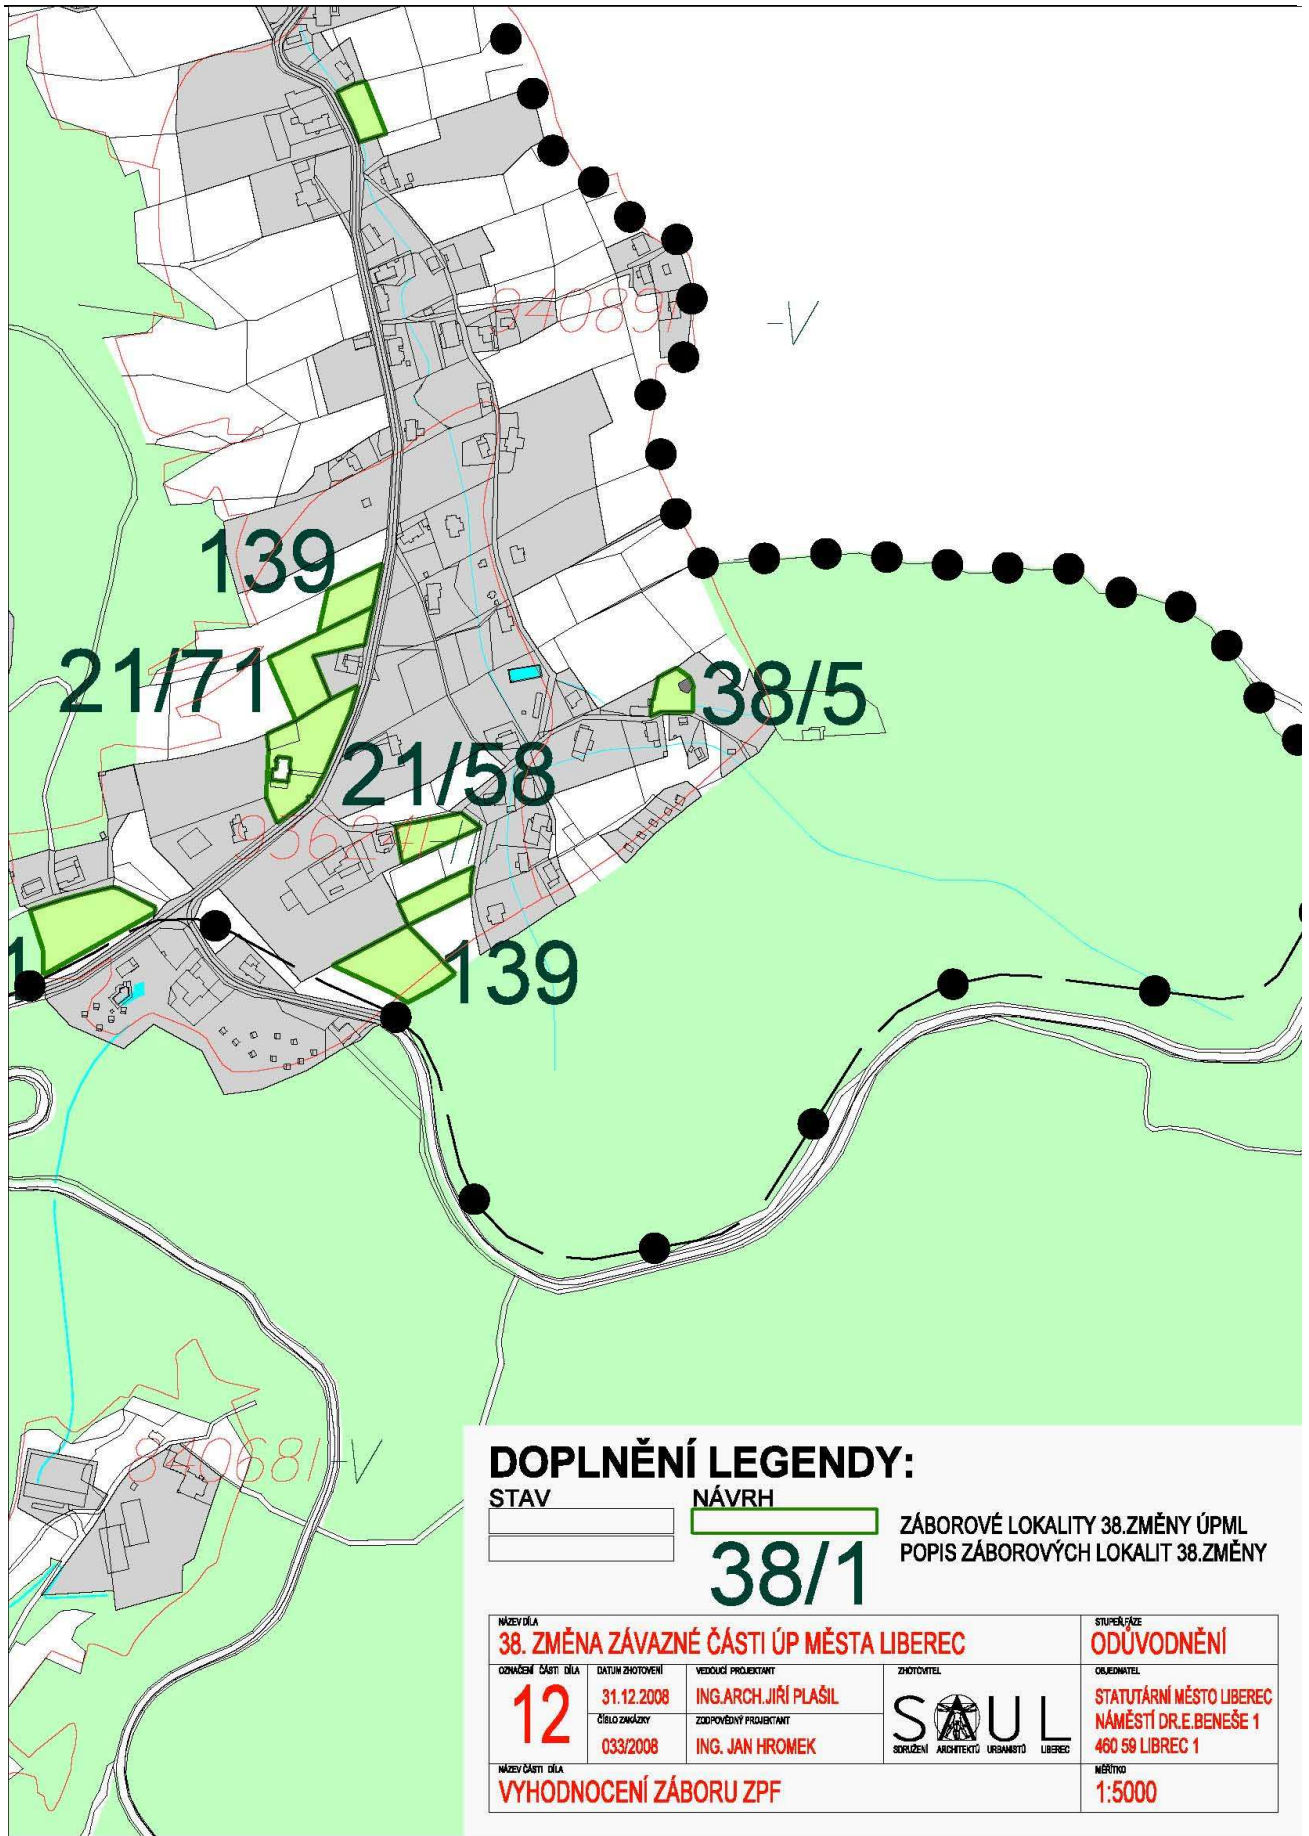 94089
-V
139
21/71
38/5
21/58
139
1
840681-V
DOPLNĚNÍ LEGENDY:
STAV
NÁVRH
ZÁBOROVÉ LOKALITY 38.ZMĚNY ÚPML
38/1
POPIS ZÁBOROVÝCH LOKALIT 38.ZMĚNY
NÁZEV DÍLA
38. ZMĚNA ZÁVAZNÉ ČÁSTI ÚP MĚSTA LIBEREC
STUPEŇ,FÁZE
ODŮVODNĚNÍ
OZNAČENÍ ČÁSTI DÍLA
12
DATUM ZHOTOVENÍ
31.12.2008
VEDOUCÍ PROJEKTANT
ING.ARCH.JIŘÍ PLAŠIL
ČÍSLO ZAKÁZKY
033/2008
ZODPOVĚDNÝ PROJEKTANT
ING. JAN HROMEK
ZHOTOVITEL
SAUL
SDRUŽENÍ ARCHITEKTŮ URBANISTŮ LIBEREC
OBJEDNATEL
STATUTÁRNÍ MĚSTO LIBEREC
NÁMĚSTÍ DR.E.BENEŠE 1
460 59 LIBREC 1
NÁZEV ČÁSTI DÍLA
VYHODNOCENÍ ZÁBORU ZPF
MĚŘÍTKO
1:5000